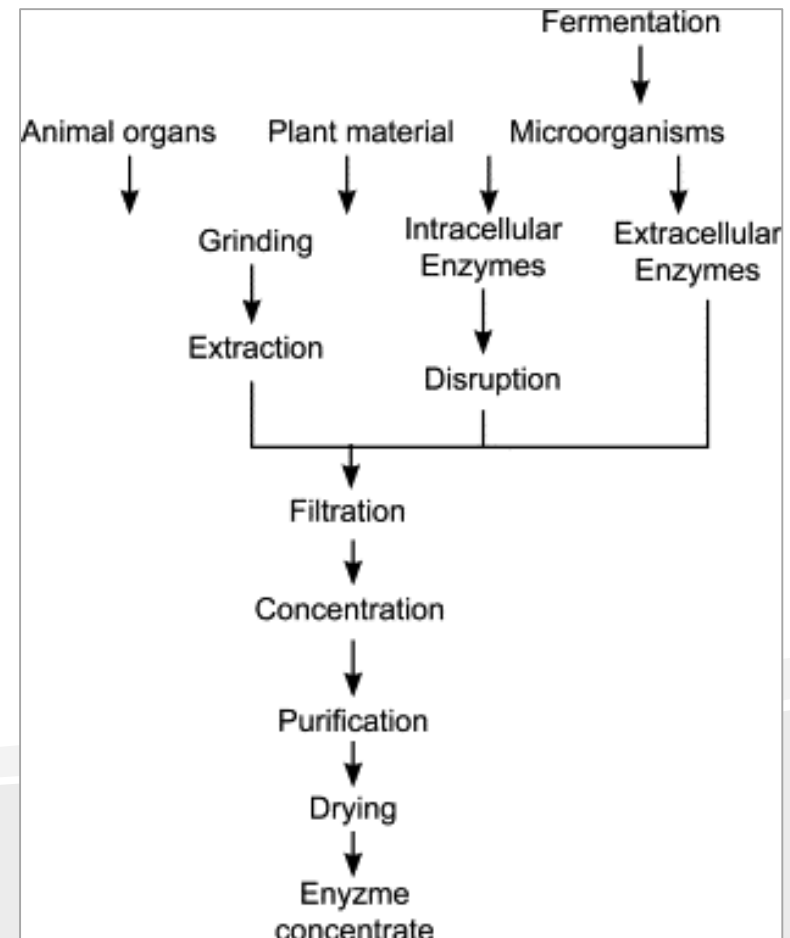 Fermentation
Animal organs Plant material Microorganisms
Grinding Intracellular Enzymes Extracellular Enzymes
Extraction
Disruption
Filtration
Concentration
Purification
Drying
Enyzme
concentrate